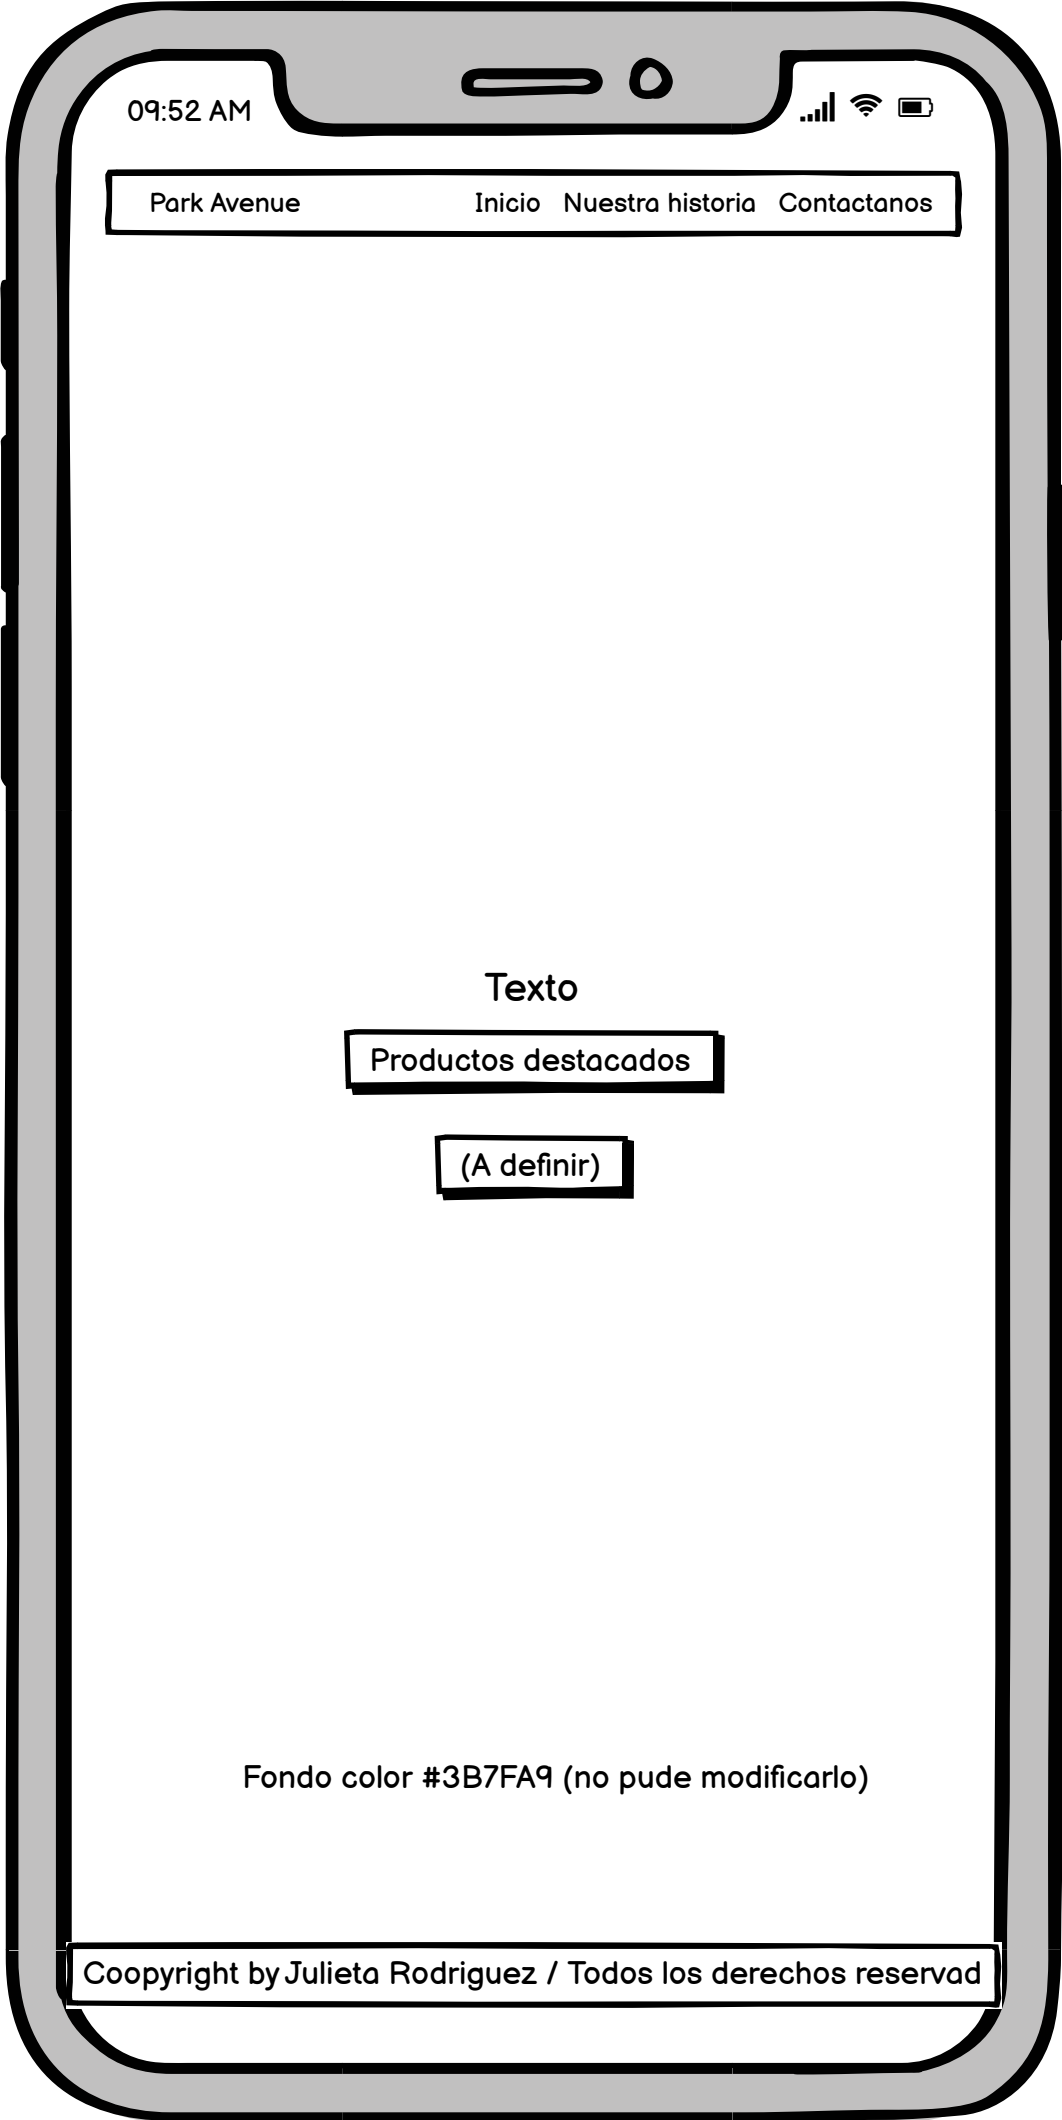 09:52 AM
Park Avenue Inicio Nuestra historia Contactanos
Texto
Productos destacados
(A definir)
Fondo color #3B7FA9 (no pude modificarlo)
Coopyright by Julieta Rodriguez / Todos los derechos reservad